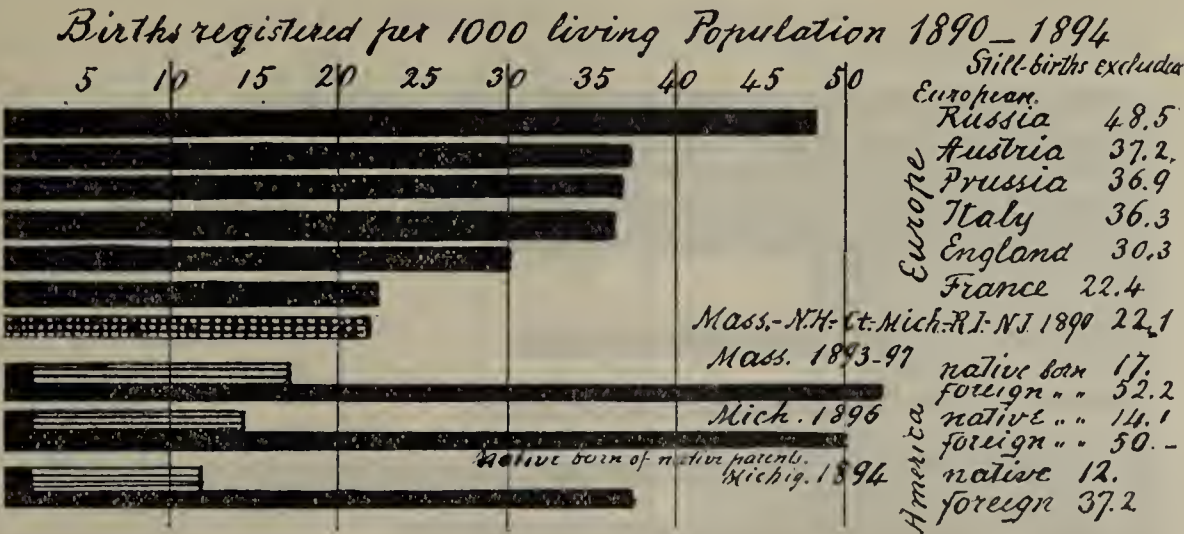 Births registered per 1000 living Population 1890–1894
Still-births excluded
5 10 15 20 25 30 35 40 45 50
European.
Europe
Russia 48.5
Austria 37.2.
Prussia 36.9
Italy 36.3
England 30.3
France 22.4
Mass.-N.H.-Ct.-Mich.-R.I.-N.J. 1890 22.1
America
Mass. 1893-97 native born 17.
foreign " " 52.2
Mich. 1896 native " " 14.1
foreign " " 50.–
Native born of native parents.
Michig. 1894 native 12.
foreign 37.2